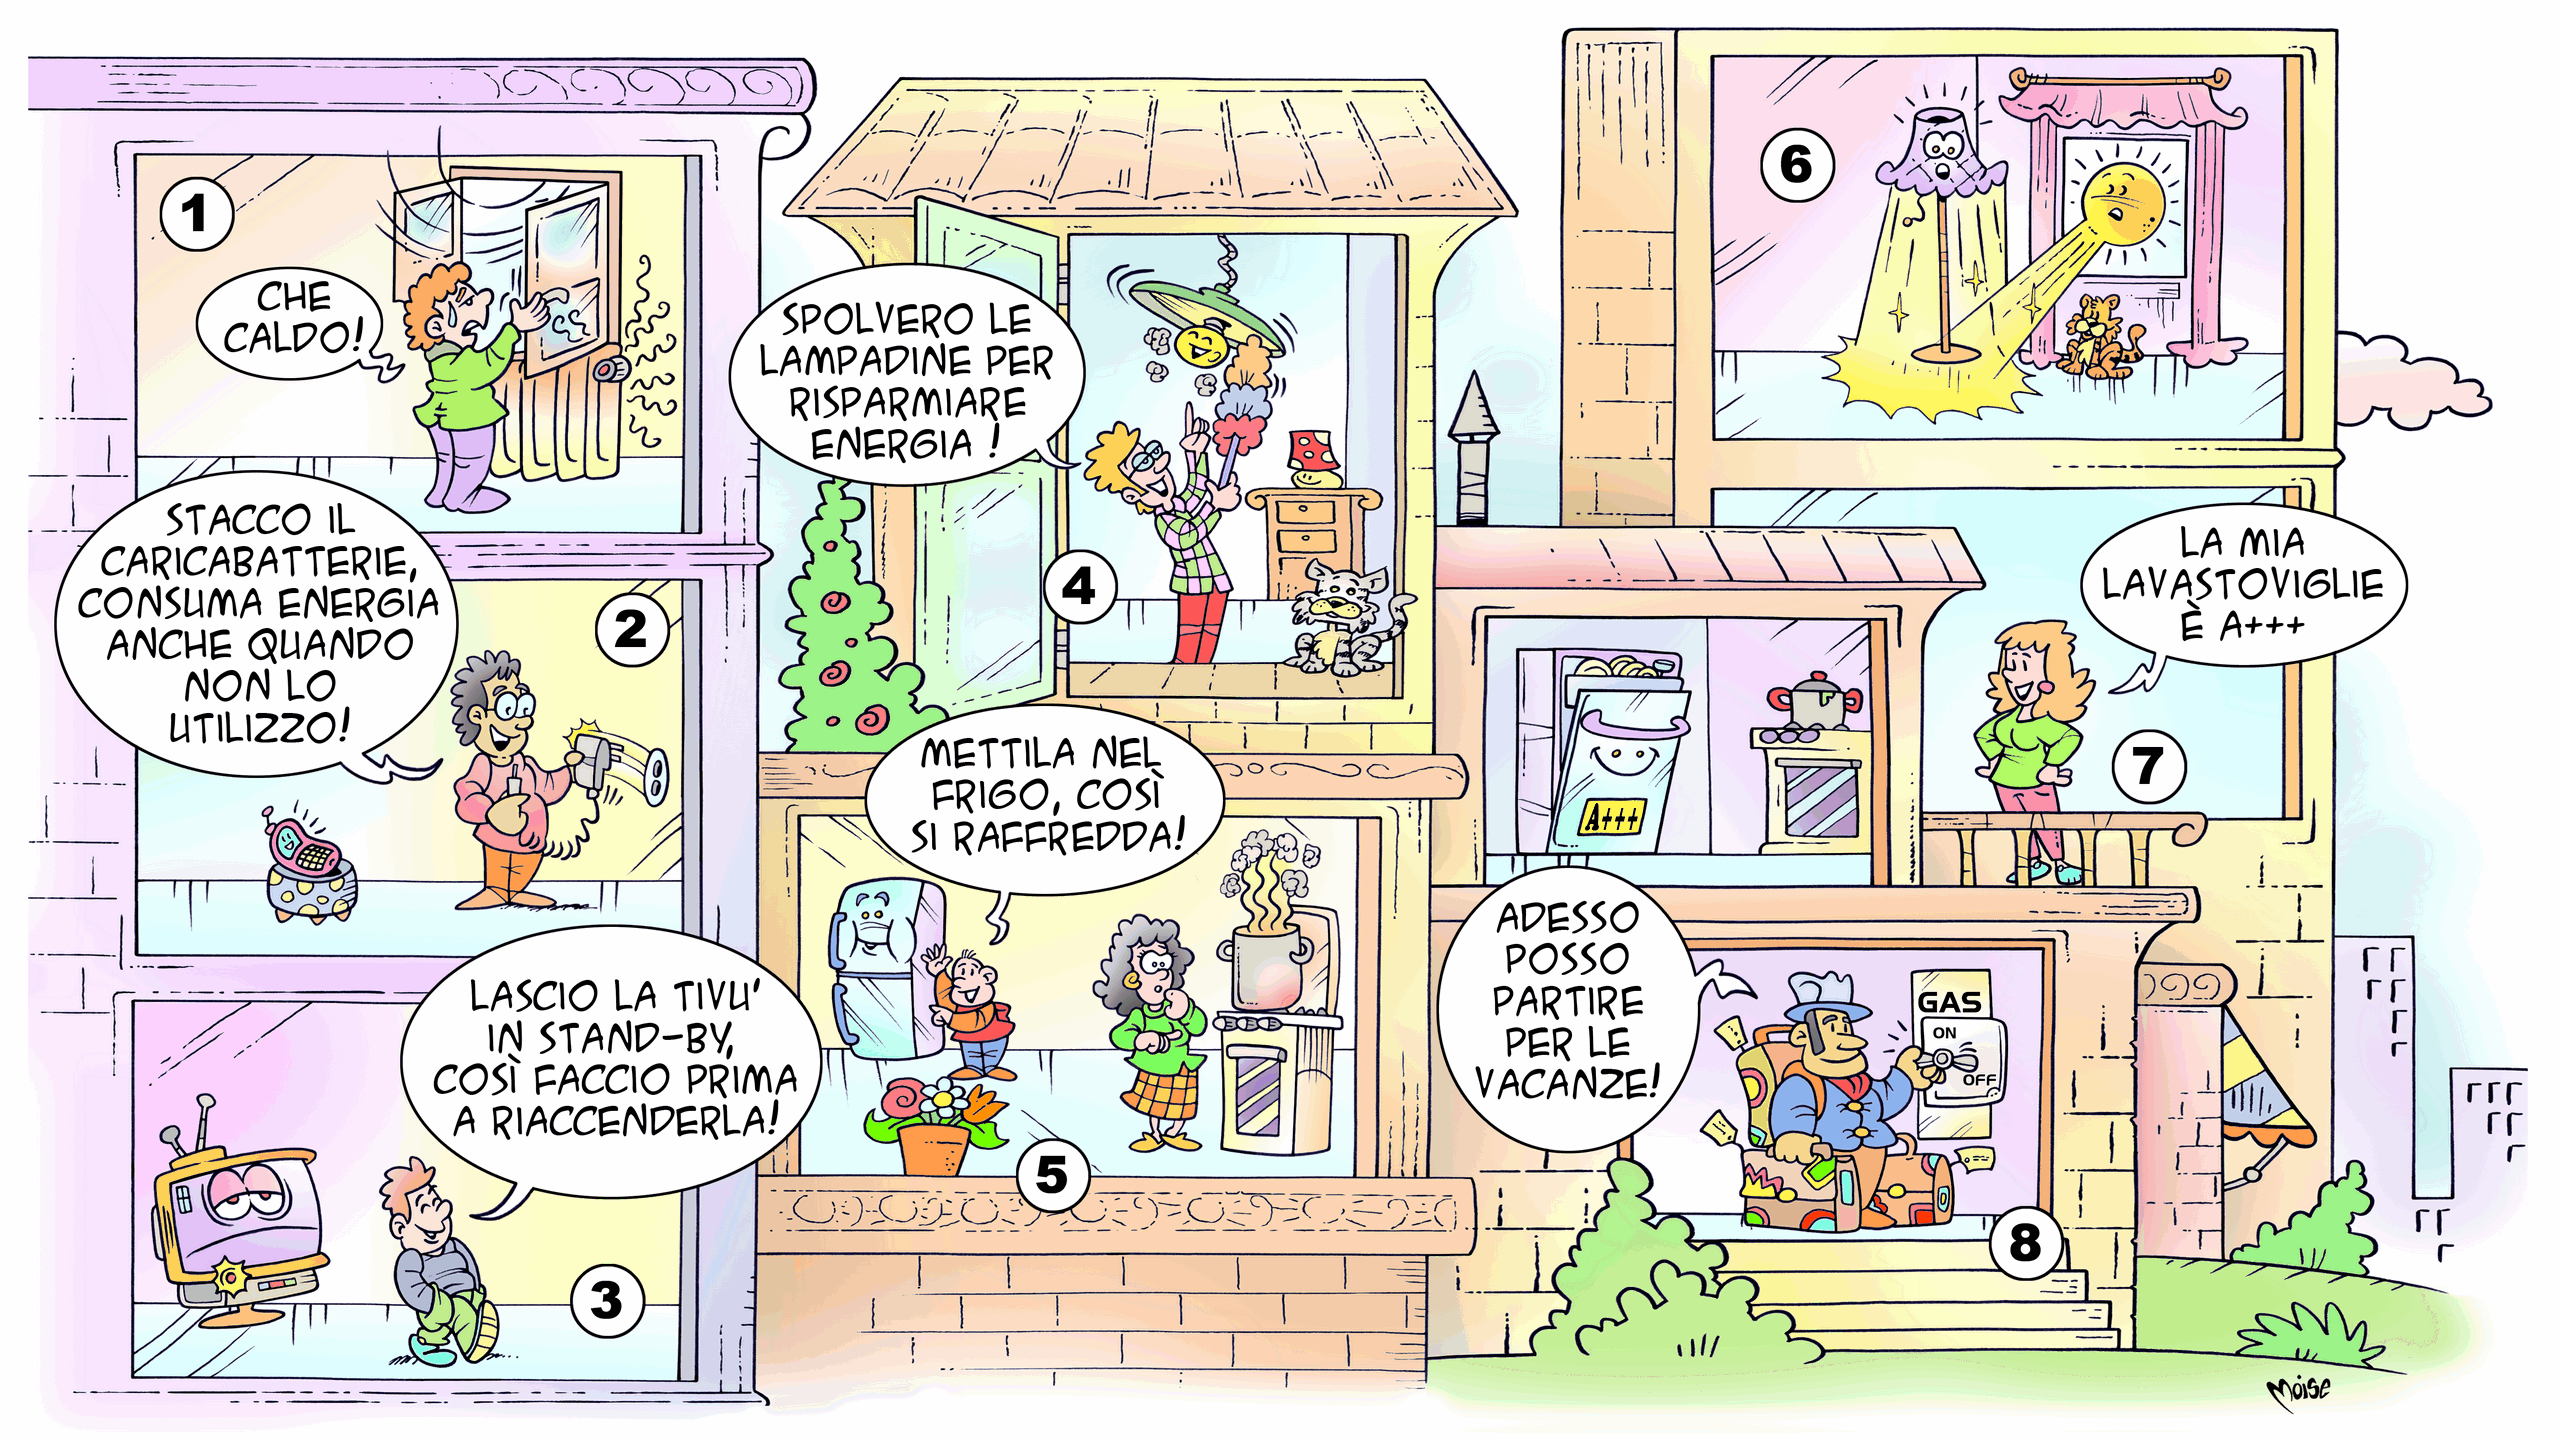 1
CHE
CALDO!
STACCO IL
CARICABATTERIE,
CONSUMA ENERGIA
ANCHE QUANDO
NON LO
UTILIZZO!
2
LASCIO LA TIVU'
IN STAND-BY,
COSÌ FACCIO PRIMA
A RIACCENDERLA!
3
SPOLVERO LE
LAMPADINE PER
RISPARMIARE
ENERGIA !
4
METTILA NEL
FRIGO, COSÌ
SI RAFFREDDA!
5
6
LA MIA
LAVASTOVIGLIE
È A+++
A+++
7
ADESSO
POSSO
PARTIRE
PER LE
VACANZE!
GAS
ON
OFF
8
Moise